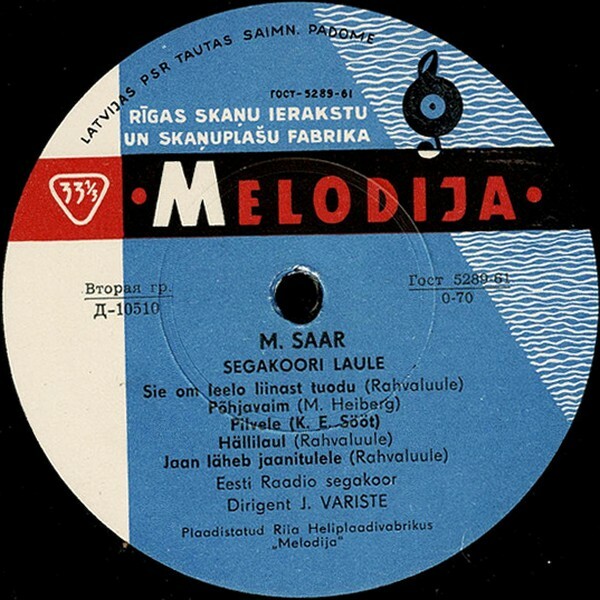 LATVIJAS PSR TAUTAS SAIMN. PADOME
ГОСТ-5289-61
RĪGAS SKAŅU IERAKSTU
UN SKAŅUPLAŠU FABRIKA
33⅓
• MELODIJA •
Вторая гр.
Д-10510
Гост 5289-61
0-70
M. SAAR
SEGAKOORI LAULE
Sie om leelo liinast tuodu (Rahvaluule)
Põhjavaim (M. Heiberg)
Pilvele (K. E. Sööt)
Hällilaul (Rahvaluule)
Jaan läheb jaanitulele (Rahvaluule)
Eesti Raadio segakoor
Dirigent J. VARISTE
Plaadistatud Riia Heliplaadivabrikus
„Melodija"